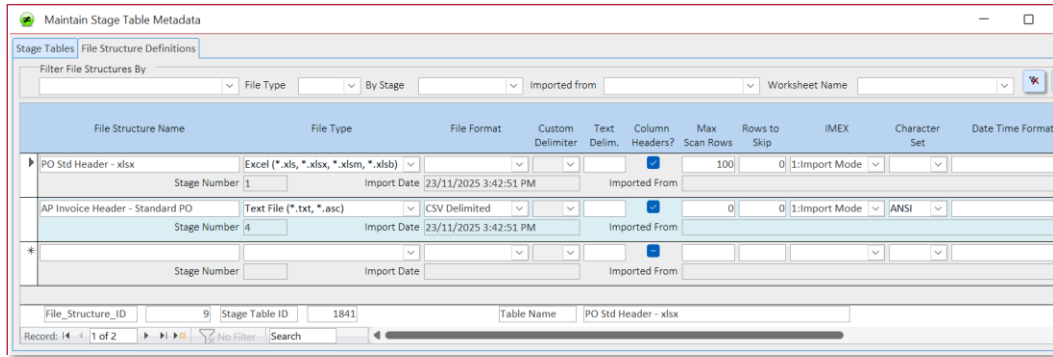 Maintain Stage Table Metadata
Stage Tables File Structure Definitions
Filter File Structures By
File Type By Stage Imported from Worksheet Name
File Structure Name File Type File Format Custom Delimiter Text Delim. Column Headers? Max Scan Rows Rows to Skip IMEX Character Set Date Time Format
PO Std Header - xlsx Excel (*.xls, *.xlsx, *.xlsm, *.xlsb) 100 0 1:Import Mode
Stage Number 1 Import Date 23/11/2025 3:42:51 PM Imported From
AP Invoice Header - Standard PO Text File (*.txt, *.asc) CSV Delimited 0 0 1:Import Mode ANSI
Stage Number 4 Import Date 23/11/2025 3:42:51 PM Imported From
Stage Number Import Date Imported From
File_Structure_ID 9 Stage Table ID 1841 Table Name PO Std Header - xlsx
Record: 1 of 2 No Filter Search